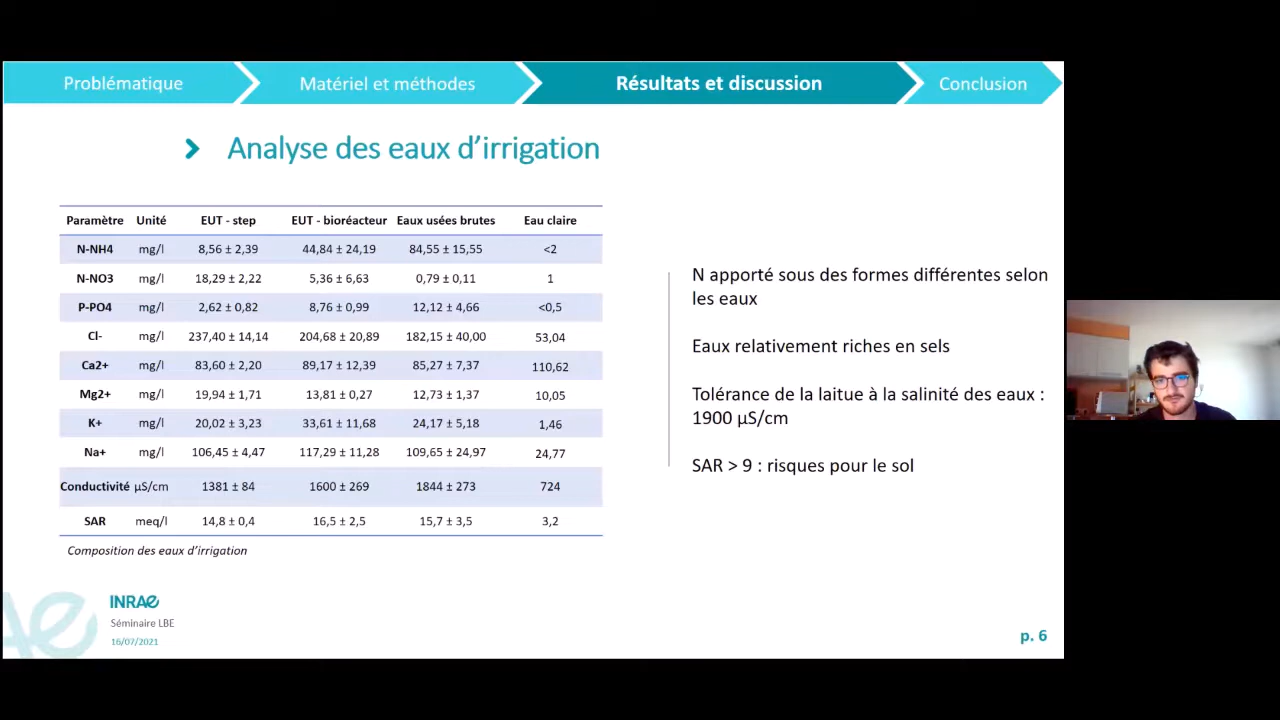 Problématique
Matériel et méthodes
Résultats et discussion
Conclusion
Analyse des eaux d’irrigation
Paramètre Unité EUT - step EUT - bioréacteur Eaux usées brutes Eau claire
N-NH4 mg/l 8,56 ± 2,39 44,84 ± 24,19 84,55 ± 15,55 <2
N-NO3 mg/l 18,29 ± 2,22 5,36 ± 6,63 0,79 ± 0,11 1
P-PO4 mg/l 2,62 ± 0,82 8,76 ± 0,99 12,12 ± 4,66 <0,5
Cl- mg/l 237,40 ± 14,14 204,68 ± 20,89 182,15 ± 40,00 53,04
Ca2+ mg/l 83,60 ± 2,20 89,17 ± 12,39 85,27 ± 7,37 110,62
Mg2+ mg/l 19,94 ± 1,71 13,81 ± 0,27 12,73 ± 1,37 10,05
K+ mg/l 20,02 ± 3,23 33,61 ± 11,68 24,17 ± 5,18 1,46
Na+ mg/l 106,45 ± 4,47 117,29 ± 11,28 109,65 ± 24,97 24,77
Conductivité µS/cm 1381 ± 84 1600 ± 269 1844 ± 273 724
SAR meq/l 14,8 ± 0,4 16,5 ± 2,5 15,7 ± 3,5 3,2
Composition des eaux d’irrigation
N apporté sous des formes différentes selon
les eaux
Eaux relativement riches en sels
Tolérance de la laitue à la salinité des eaux :
1900 µS/cm
SAR > 9 : risques pour le sol
INRAE
Séminaire LBE
16/07/2021
p. 6